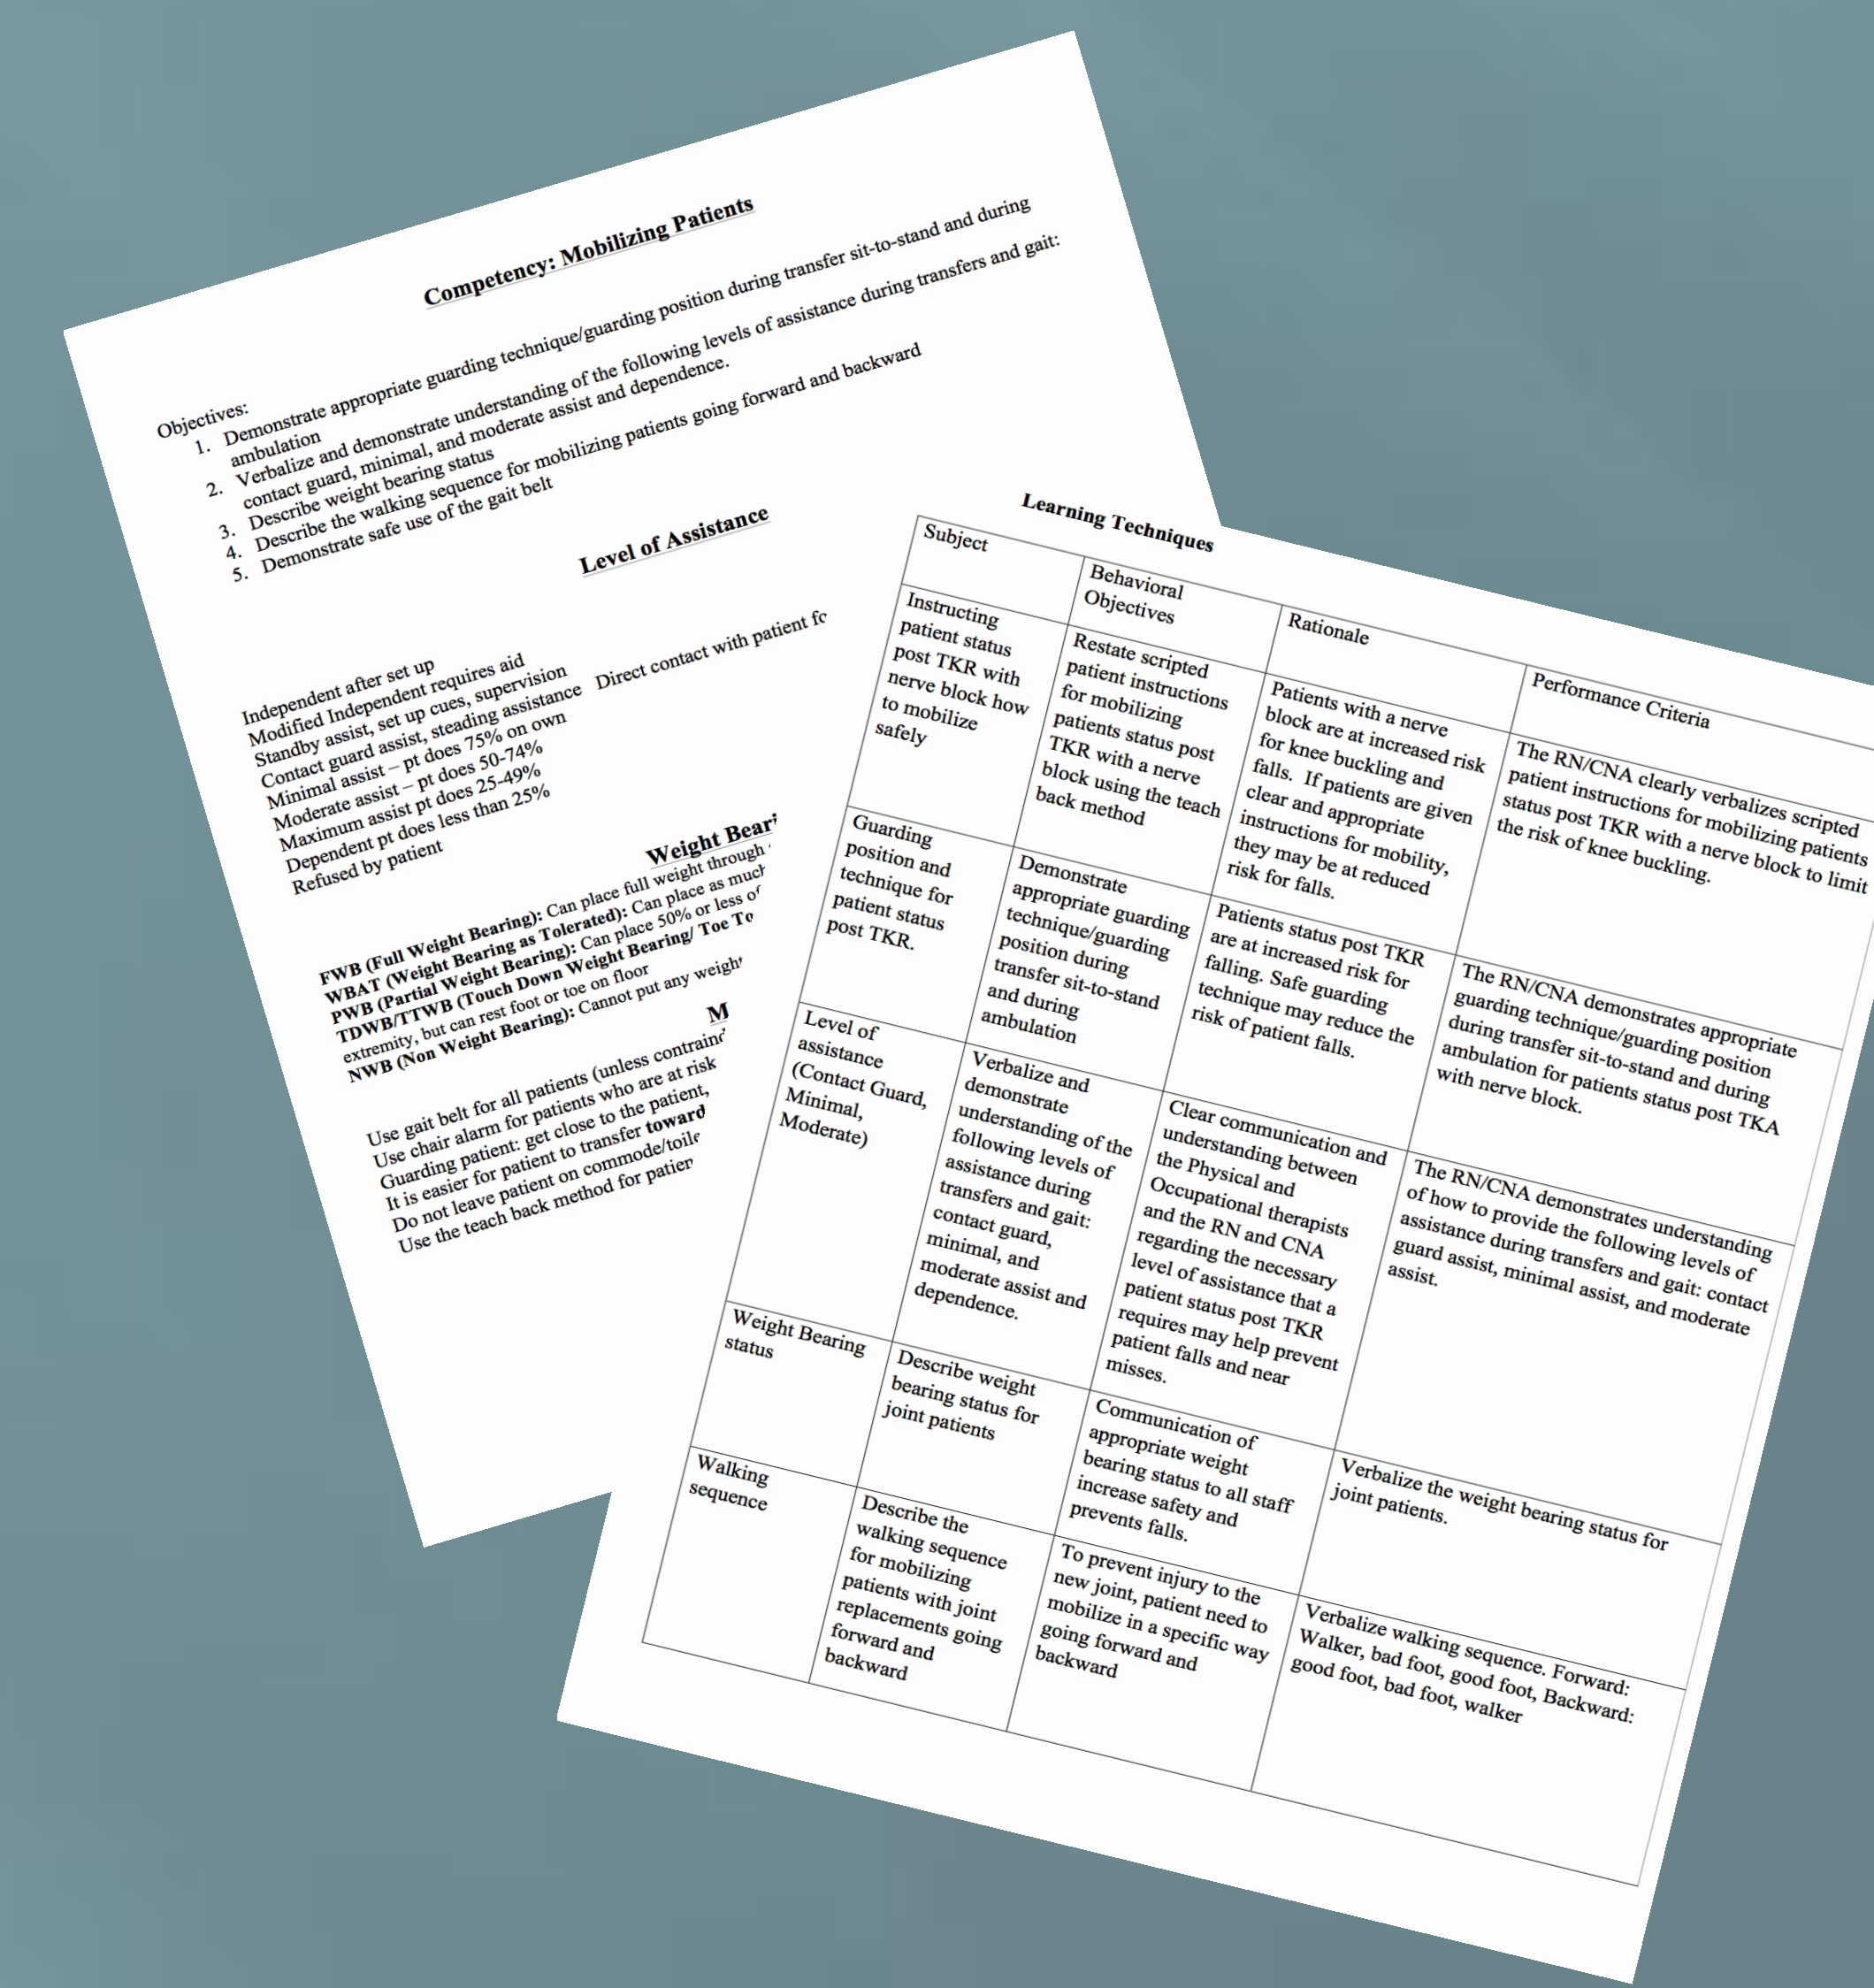 Competency: Mobilizing Patients
Objectives:
1. Demonstrate appropriate guarding technique/guarding position during transfer sit-to-stand and during
ambulation
2. Verbalize and demonstrate understanding of the following levels of assistance during transfers and gait:
contact guard, minimal, and moderate assist and dependence.
3. Describe weight bearing status
4. Describe the walking sequence for mobilizing patients going forward and backward
5. Demonstrate safe use of the gait belt
Level of Assistance
Independent after set up
Modified Independent requires aid
Standby assist, set up cues, supervision
Contact guard assist, steading assistance Direct contact with patient
Minimal assist – pt does 75% on own
Moderate assist – pt does 50-74%
Maximum assist pt does 25-49%
Dependent pt does less than 25%
Refused by patient
Weight
FWB (Full Weight Bearing): Can place full weight through
WBAT (Weight Bearing as Tolerated): Can place as much
PWB (Partial Weight Bearing): Can place 50% or less of
TDWB/TTWB (Touch Down Weight Bearing/ Toe
extremity, but can rest foot or toe on floor
NWB (Non Weight Bearing): Cannot put any weight
Use gait belt for all patients (unless
Use chair alarm for patients who are at risk
Guarding patient: get close to the patient,
It is easier for patient to transfer toward
Do not leave patient on
Use the teach back method for
Learning Techniques
Subject
Behavioral
Objectives
Rationale
Performance Criteria
Instructing
patient status
post TKR with
nerve block how
to mobilize
safely
Restate scripted
patient instructions
for mobilizing
patients status post
TKR with a nerve
block using the teach
back method
Patients with a nerve
block are at increased risk
for knee buckling and
falls. If patients are given
clear and appropriate
instructions for mobility,
they may be at reduced
risk for falls.
The RN/CNA clearly verbalizes scripted
patient instructions for mobilizing patients
status post TKR with a nerve block to limit
the risk of knee buckling.
Guarding
position and
technique for
patient status
post TKR.
Demonstrate
appropriate guarding
technique/guarding
position during
transfer sit-to-stand
and during
ambulation
Patients status post TKR
are at increased risk for
falling. Safe guarding
technique may reduce the
risk of patient falls.
The RN/CNA demonstrates appropriate
guarding technique/guarding position
during transfer sit-to-stand and during
ambulation for patients status post TKA
with nerve block.
Level of
assistance
(Contact Guard,
Minimal,
Moderate)
Verbalize and
demonstrate
understanding of the
following levels of
assistance during
transfers and gait:
contact guard,
minimal, and
moderate assist and
dependence.
Clear communication and
understanding between
the Physical and
Occupational therapists
and the RN and CNA
regarding the necessary
level of assistance that a
patient status post TKR
requires may help prevent
patient falls and near
misses.
The RN/CNA demonstrates understanding
of how to provide the following levels of
assistance during transfers and gait: contact
guard assist, minimal assist, and moderate
assist.
Weight Bearing
status
Describe weight
bearing status for
joint patients
Communication of
appropriate weight
bearing status to all staff
increase safety and
prevents falls.
Verbalize the weight bearing status for
joint patients.
Walking
sequence
Describe the
walking sequence
for mobilizing
patients with joint
replacements going
forward and
backward
To prevent injury to the
new joint, patient need to
mobilize in a specific way
going forward and
backward
Verbalize walking sequence. Forward:
Walker, bad foot, good foot, Backward:
good foot, bad foot, walker